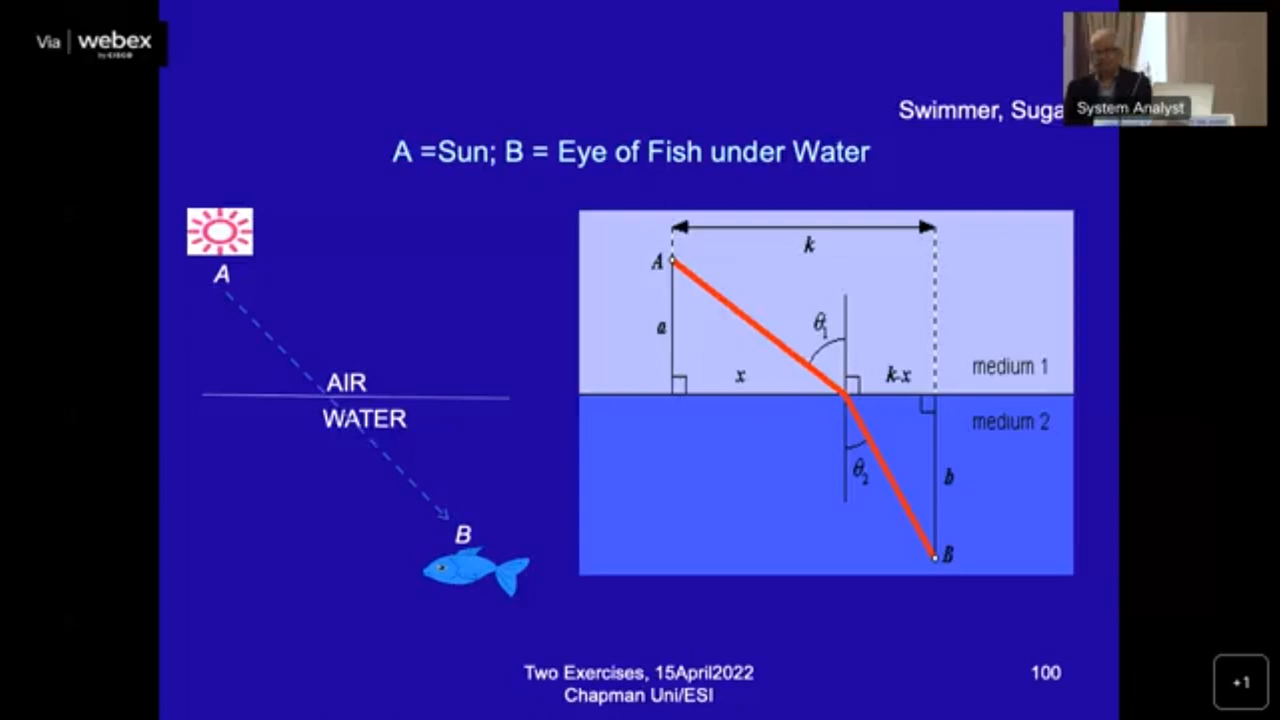 Via | webex
by CISCO
Swimmer, Suga
System Analyst
A =Sun; B = Eye of Fish under Water
A
AIR
WATER
B
k
A
a
θ₁
x
k-x
medium 1
medium 2
θ₂
b
B
Two Exercises, 15April2022
Chapman Uni/ESI
100
+1